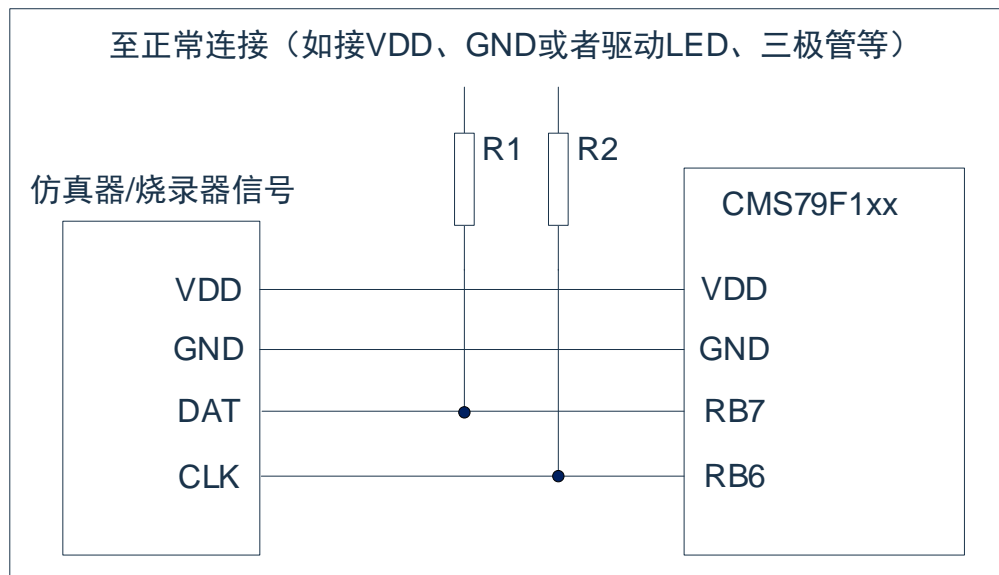 至正常连接（如接VDD、GND或者驱动LED、三极管等）
R1
R2
仿真器/烧录器信号
CMS79F1xx
VDD
VDD
GND
GND
DAT
RB7
CLK
RB6